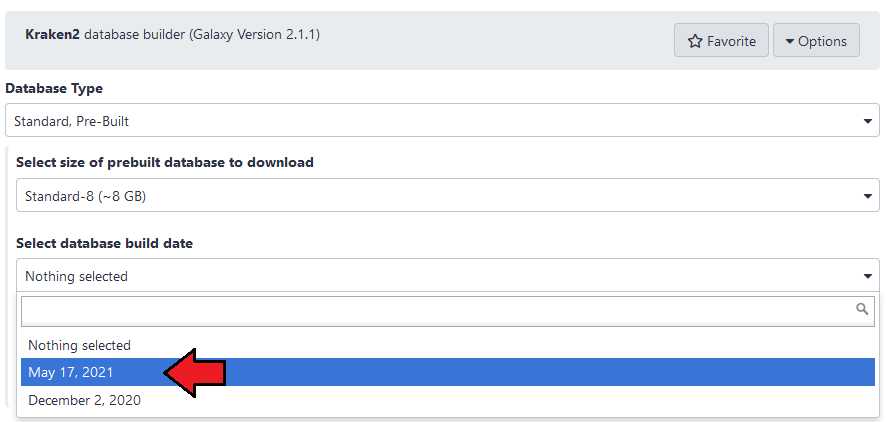 Kraken2 database builder (Galaxy Version 2.1.1)
Favorite
Options
Database Type
Standard, Pre-Built
Select size of prebuilt database to download
Standard-8 (~8 GB)
Select database build date
Nothing selected
Nothing selected
May 17, 2021
December 2, 2020